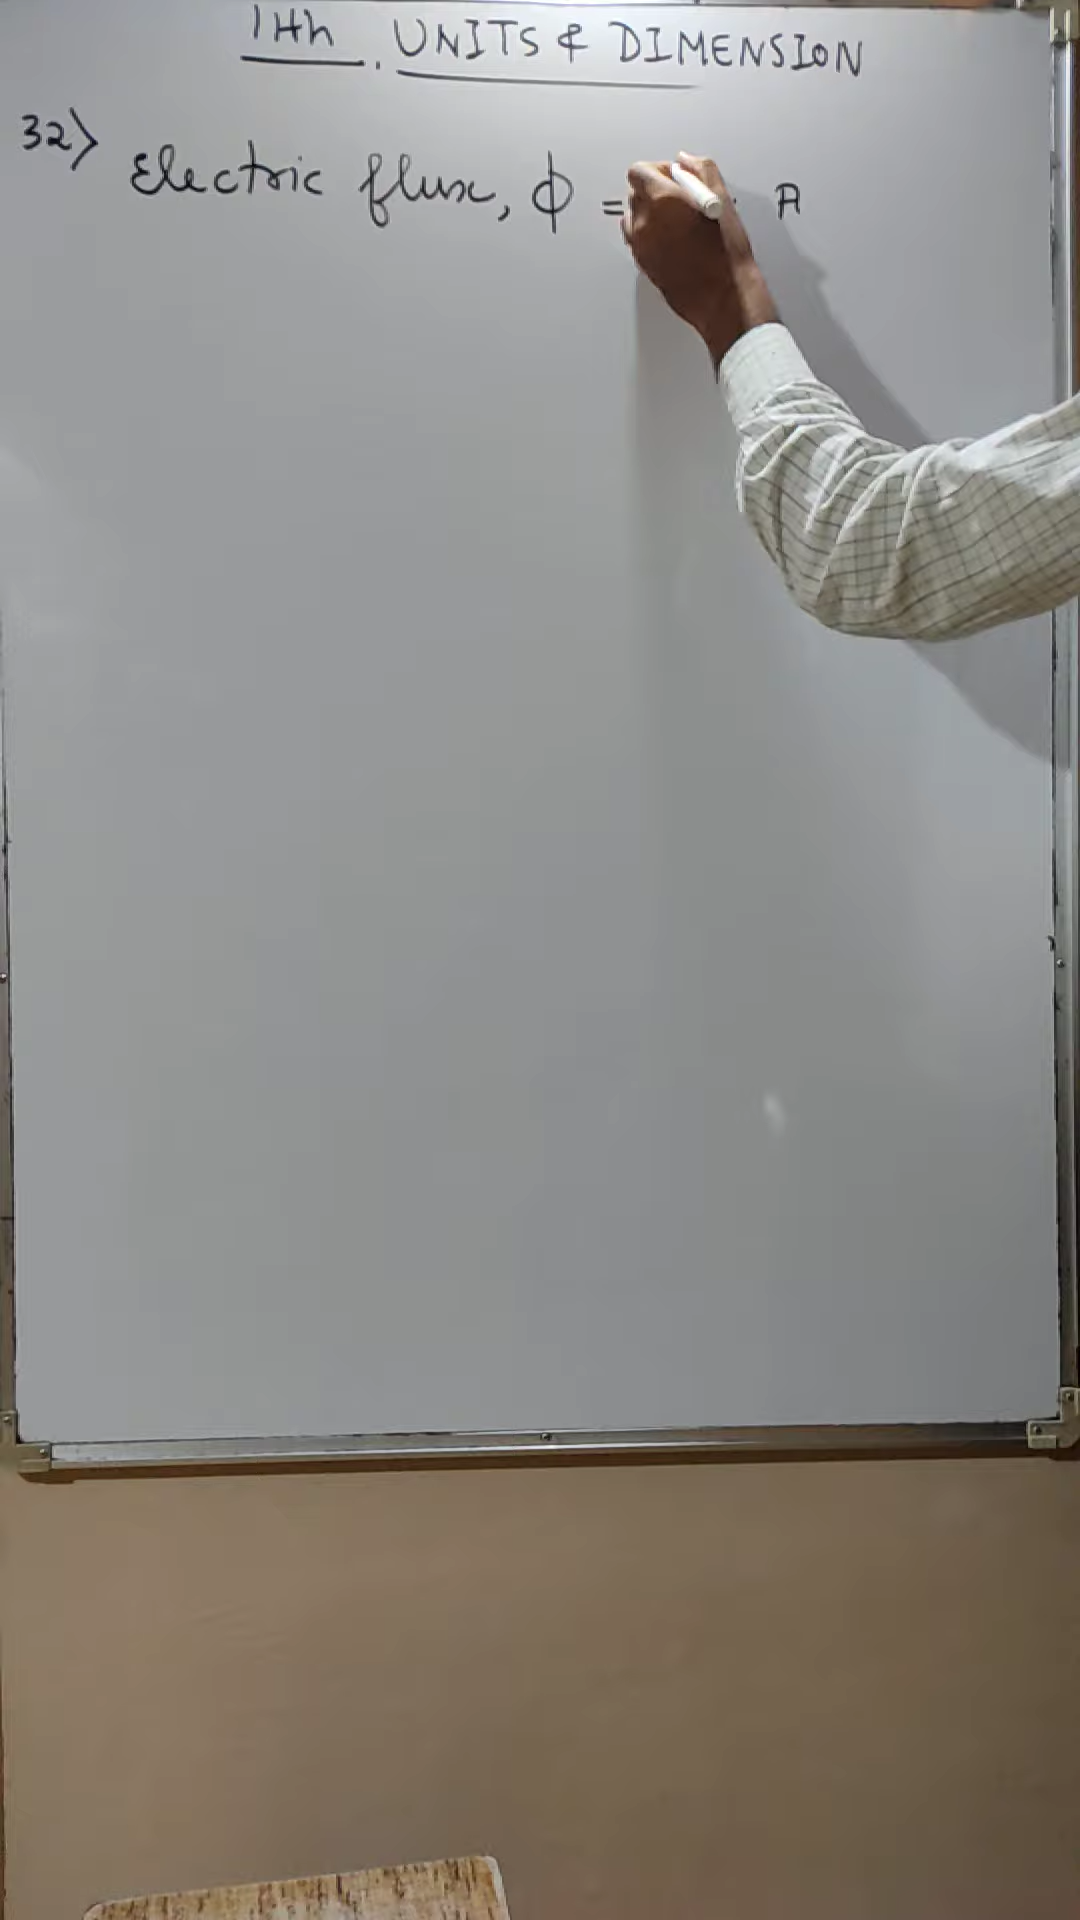 11th. UNITS & DIMENSION
32> Electric flux, ϕ = . A